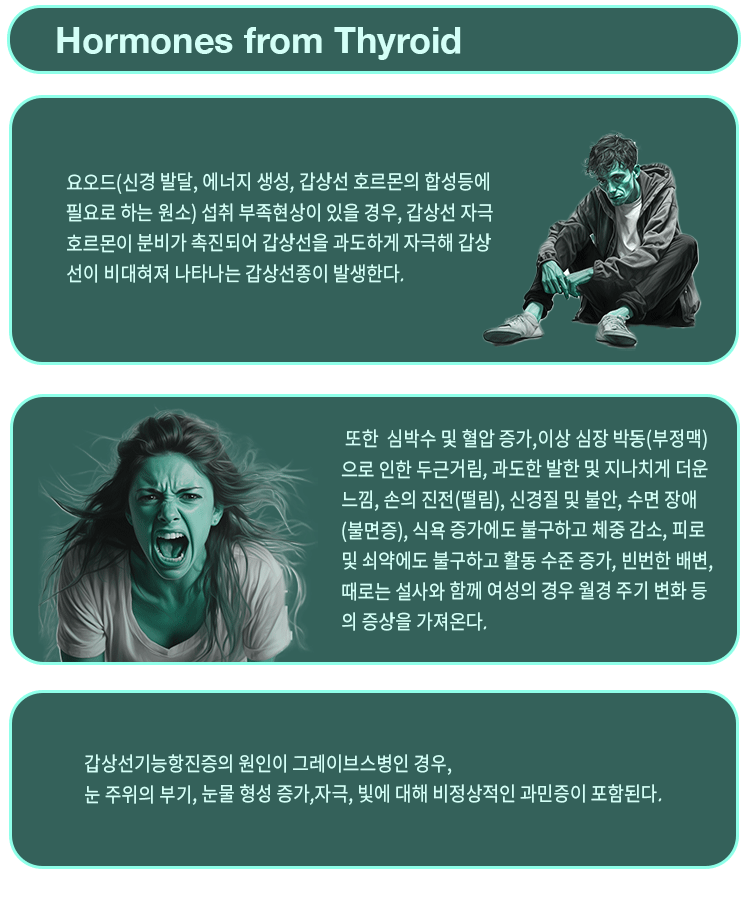 Hormones from Thyroid
요오드(신경 발달, 에너지 생성, 갑상선 호르몬의 합성등에
필요로 하는 원소) 섭취 부족현상이 있을 경우, 갑상선 자극
호르몬이 분비가 촉진되어 갑상선을 과도하게 자극해 갑상
선이 비대혀져 나타나는 갑상선종이 발생한다.
또한 심박수 및 혈압 증가,이상 심장 박동(부정맥)
으로 인한 두근거림, 과도한 발한 및 지나치게 더운
느낌, 손의 진전(떨림), 신경질 및 불안, 수면 장애
(불면증), 식욕 증가에도 불구하고 체중 감소, 피로
및 쇠약에도 불구하고 활동 수준 증가, 빈번한 배변,
때로는 설사와 함께 여성의 경우 월경 주기 변화 등
의 증상을 가져온다.
갑상선기능항진증의 원인이 그레이브스병인 경우,
눈 주위의 부기, 눈물 형성 증가,자극, 빛에 대해 비정상적인 과민증이 포함된다.